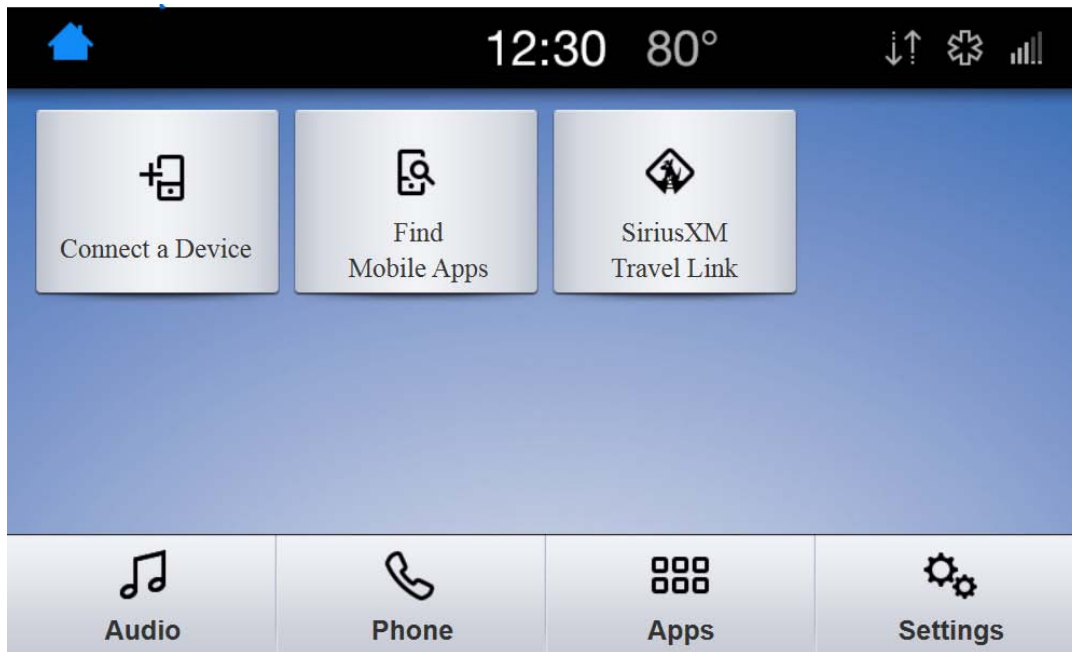 12:30 80°
Connect a Device
Find
Mobile Apps
SiriusXM
Travel Link
Audio Phone Apps Settings